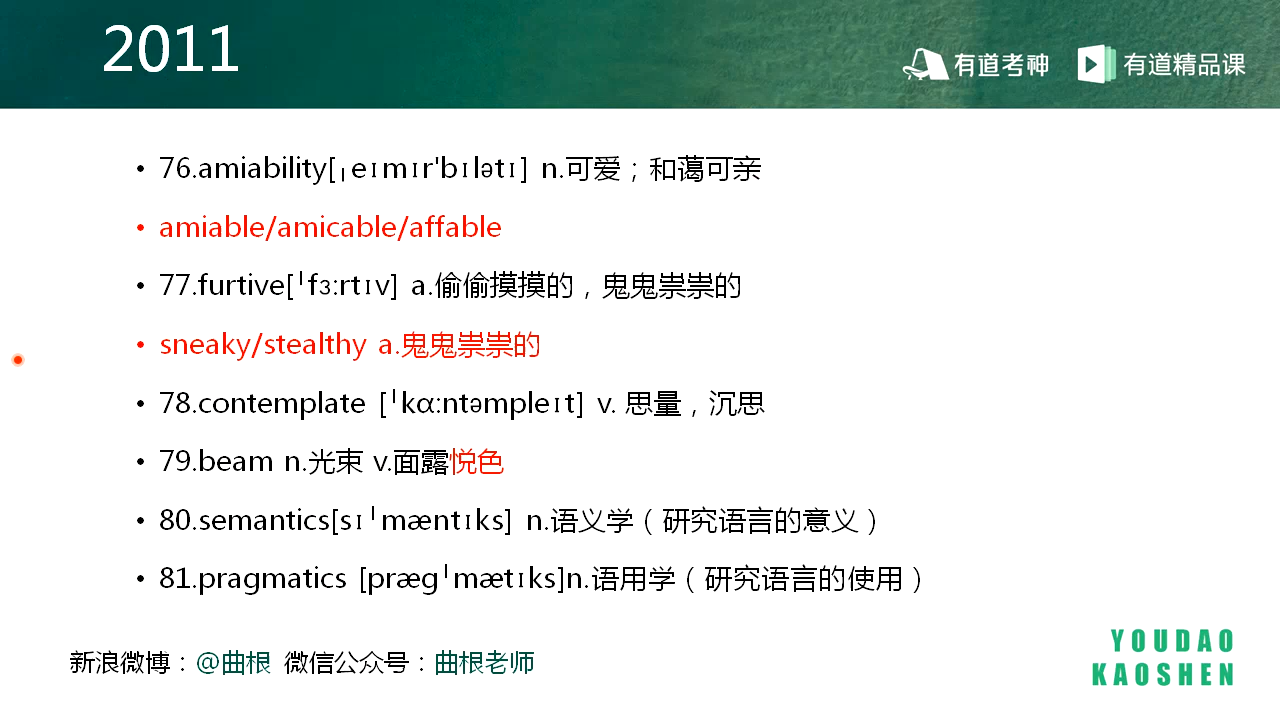 2011
有道考神 有道精品课
• 76.amiability[ˌeɪmɪr'bɪlətɪ] n.可爱；和蔼可亲
• amiable/amicable/affable
• 77.furtive[ˈfɜ:rtɪv] a.偷偷摸摸的，鬼鬼祟祟的
• sneaky/stealthy a.鬼鬼祟祟的
• 78.contemplate [ˈkɑ:ntəmpleɪt] v. 思量，沉思
• 79.beam n.光束 v.面露悦色
• 80.semantics[sɪˈmæntɪks] n.语义学（研究语言的意义）
• 81.pragmatics [prægˈmætɪks]n.语用学（研究语言的使用）
新浪微博：@曲根 微信公众号：曲根老师
YOUDAO
KAOSHEN